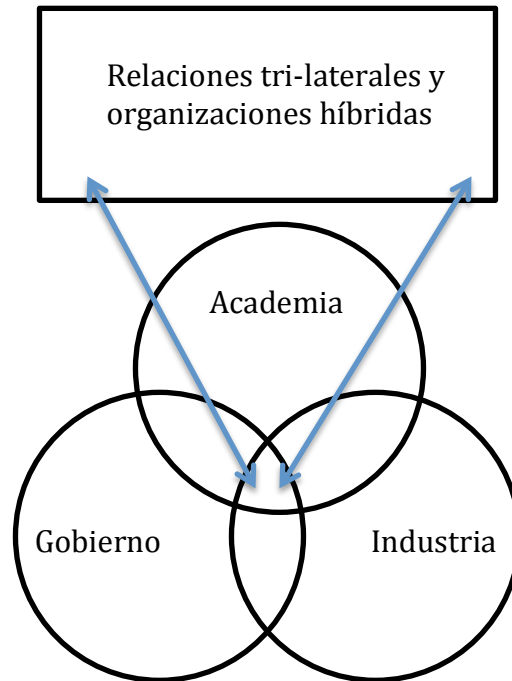 Relaciones tri-laterales y
organizaciones híbridas
Academia
Gobierno
Industria